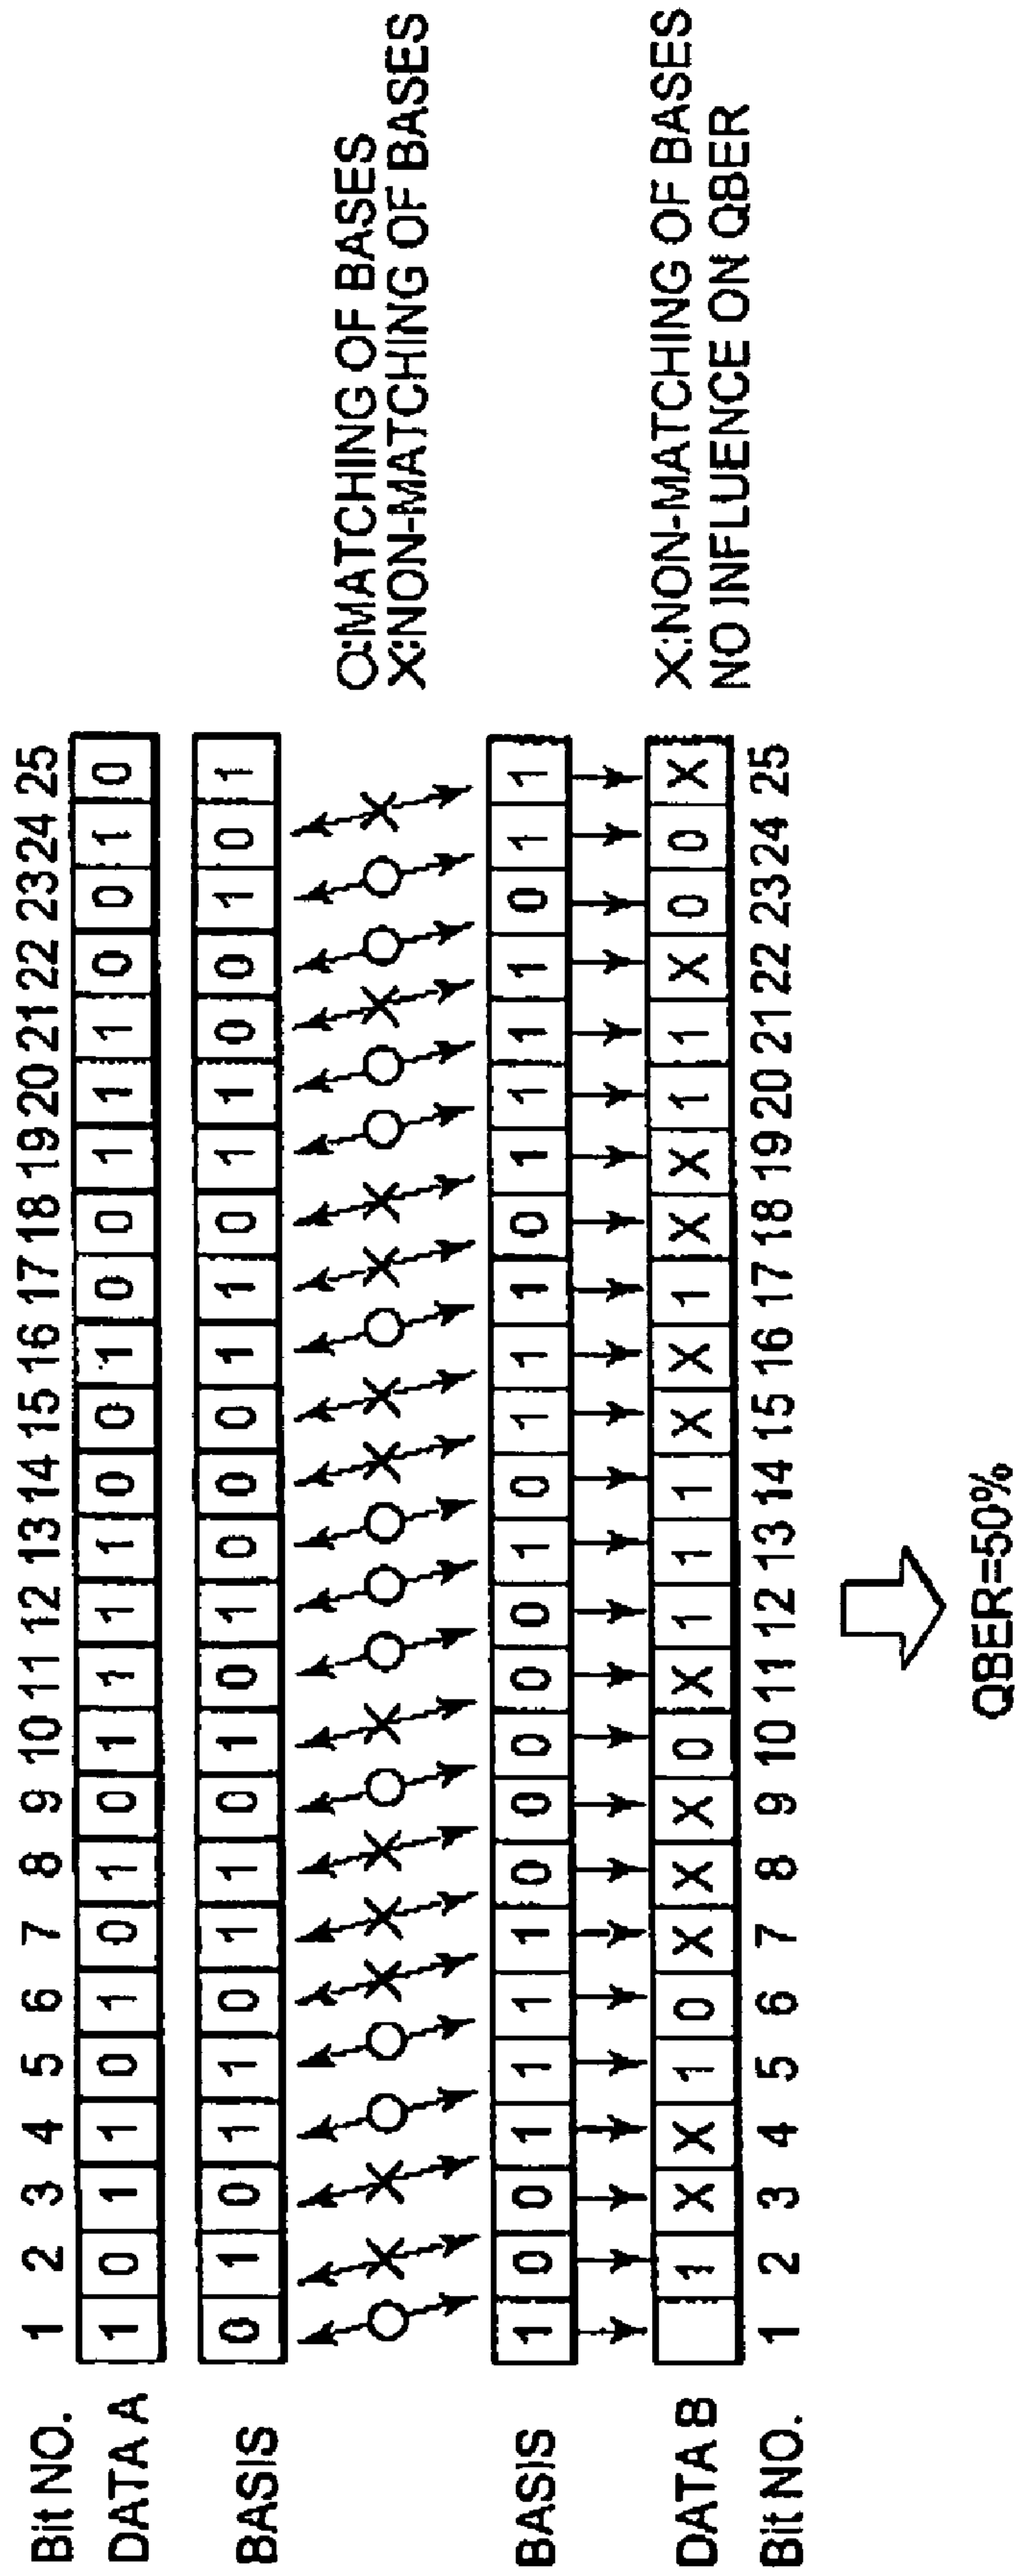 Bit NO. 1 2 3 4 5 6 7 8 9 10 11 12 13 14 15 16 17 18 19 20 21 22 23 24 25
DATA A 1 0 1 1 0 1 0 1 0 1 1 1 1 0 0 1 0 0 1 1 1 0 0 1 0
BASIS 0 1 0 1 1 0 1 1 0 1 0 1 0 0 0 1 1 0 1 1 0 0 1 0 1
O X X O O X X X O X O O O X X O X X O O X O O X
O:MATCHING OF BASES
X:NON-MATCHING OF BASES
BASIS 1 0 0 1 1 1 1 0 0 0 0 0 1 0 1 1 1 0 1 1 1 1 0 1 1
DATA B 1 X X 1 0 X X X 0 X 1 1 1 X X 1 X X 1 1 X 0 0 X
Bit NO. 1 2 3 4 5 6 7 8 9 10 11 12 13 14 15 16 17 18 19 20 21 22 23 24 25
X:NON-MATCHING OF BASES
NO INFLUENCE ON QBER
QBER=50%